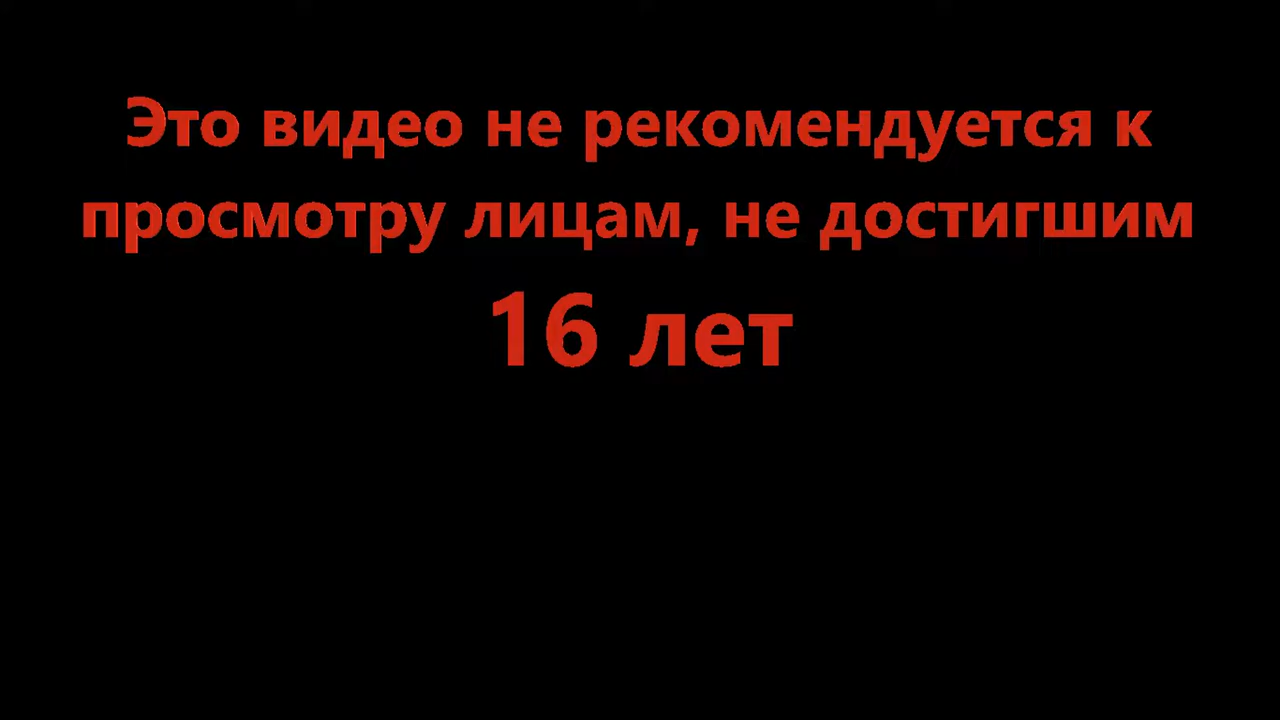 Это видео не рекомендуется к
просмотру лицам, не достигшим
16 лет